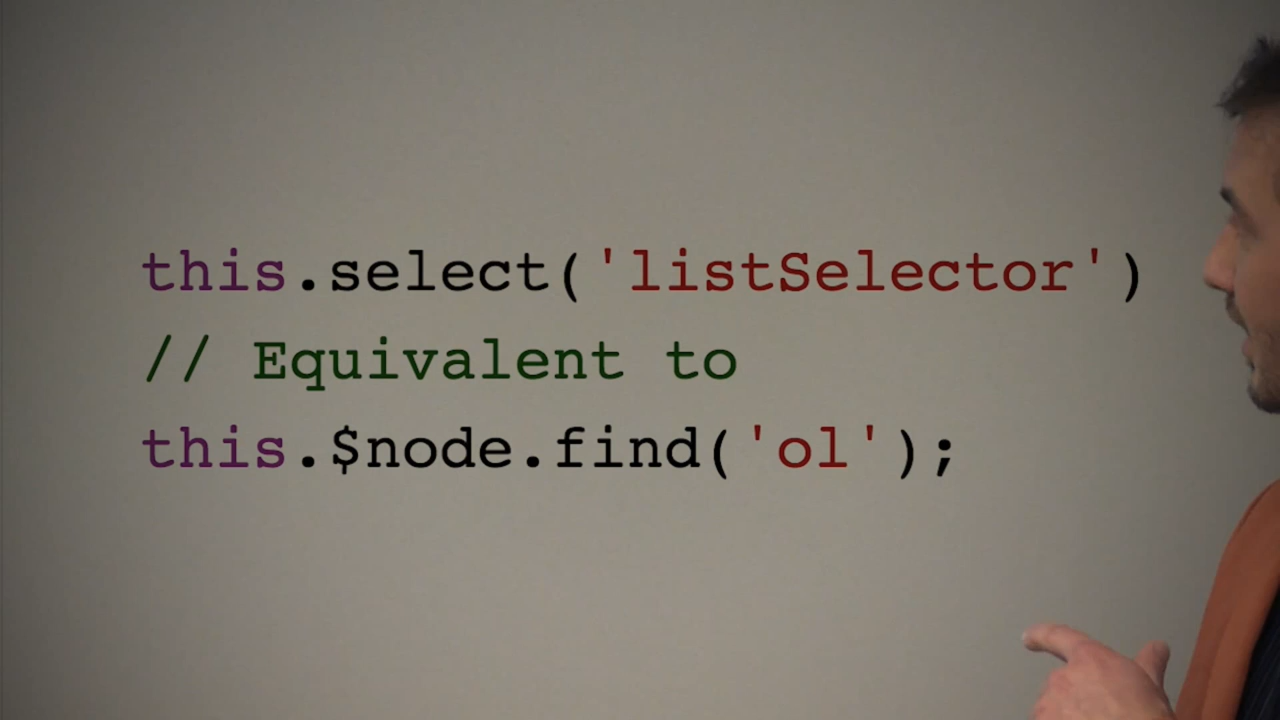 this.select('listSelector')
// Equivalent to
this.$node.find('ol');